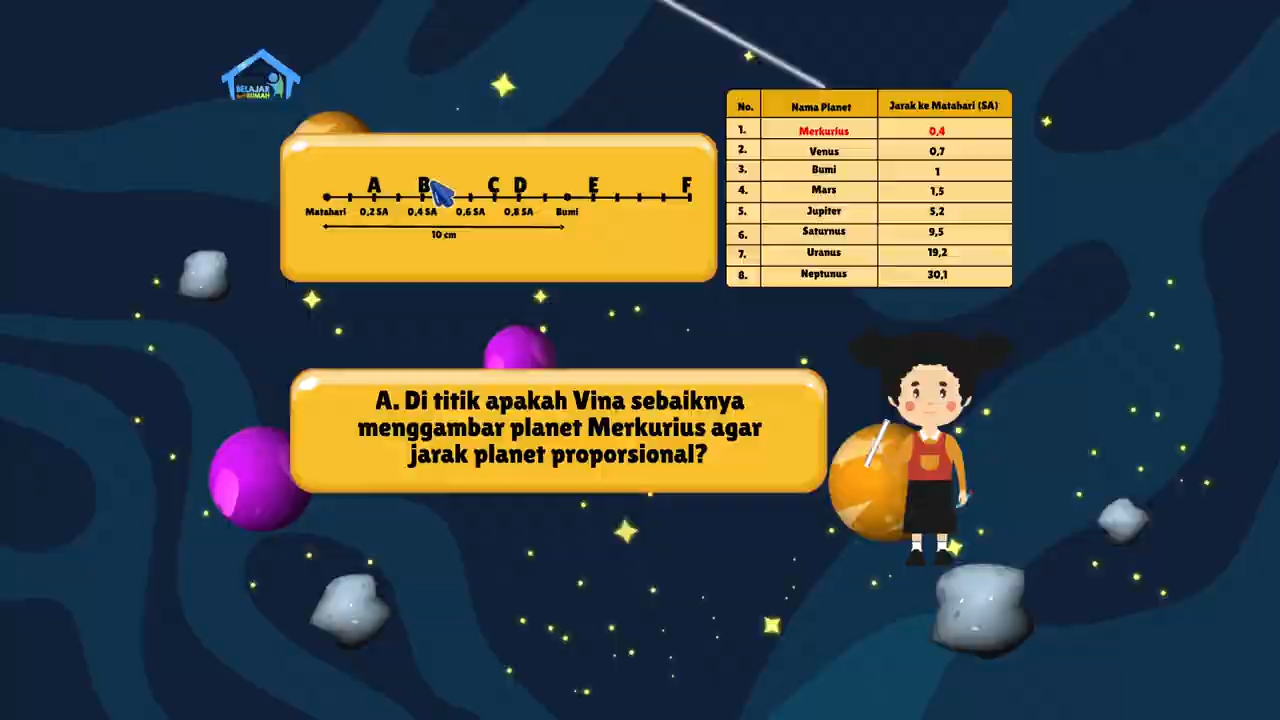 BELAJAR
RUMAH
A B C D E F
Matahari 0,2 SA 0,4 SA 0,6 SA 0,8 SA Bumi
10 cm
No. Nama Planet Jarak ke Matahari (SA)
1. Merkurius 0,4
2. Venus 0,7
3. Bumi 1
4. Mars 1,5
5. Jupiter 5,2
6. Saturnus 9,5
7. Uranus 19,2
8. Neptunus 30,1
A. Di titik apakah Vina sebaiknya
menggambar planet Merkurius agar
jarak planet proporsional?